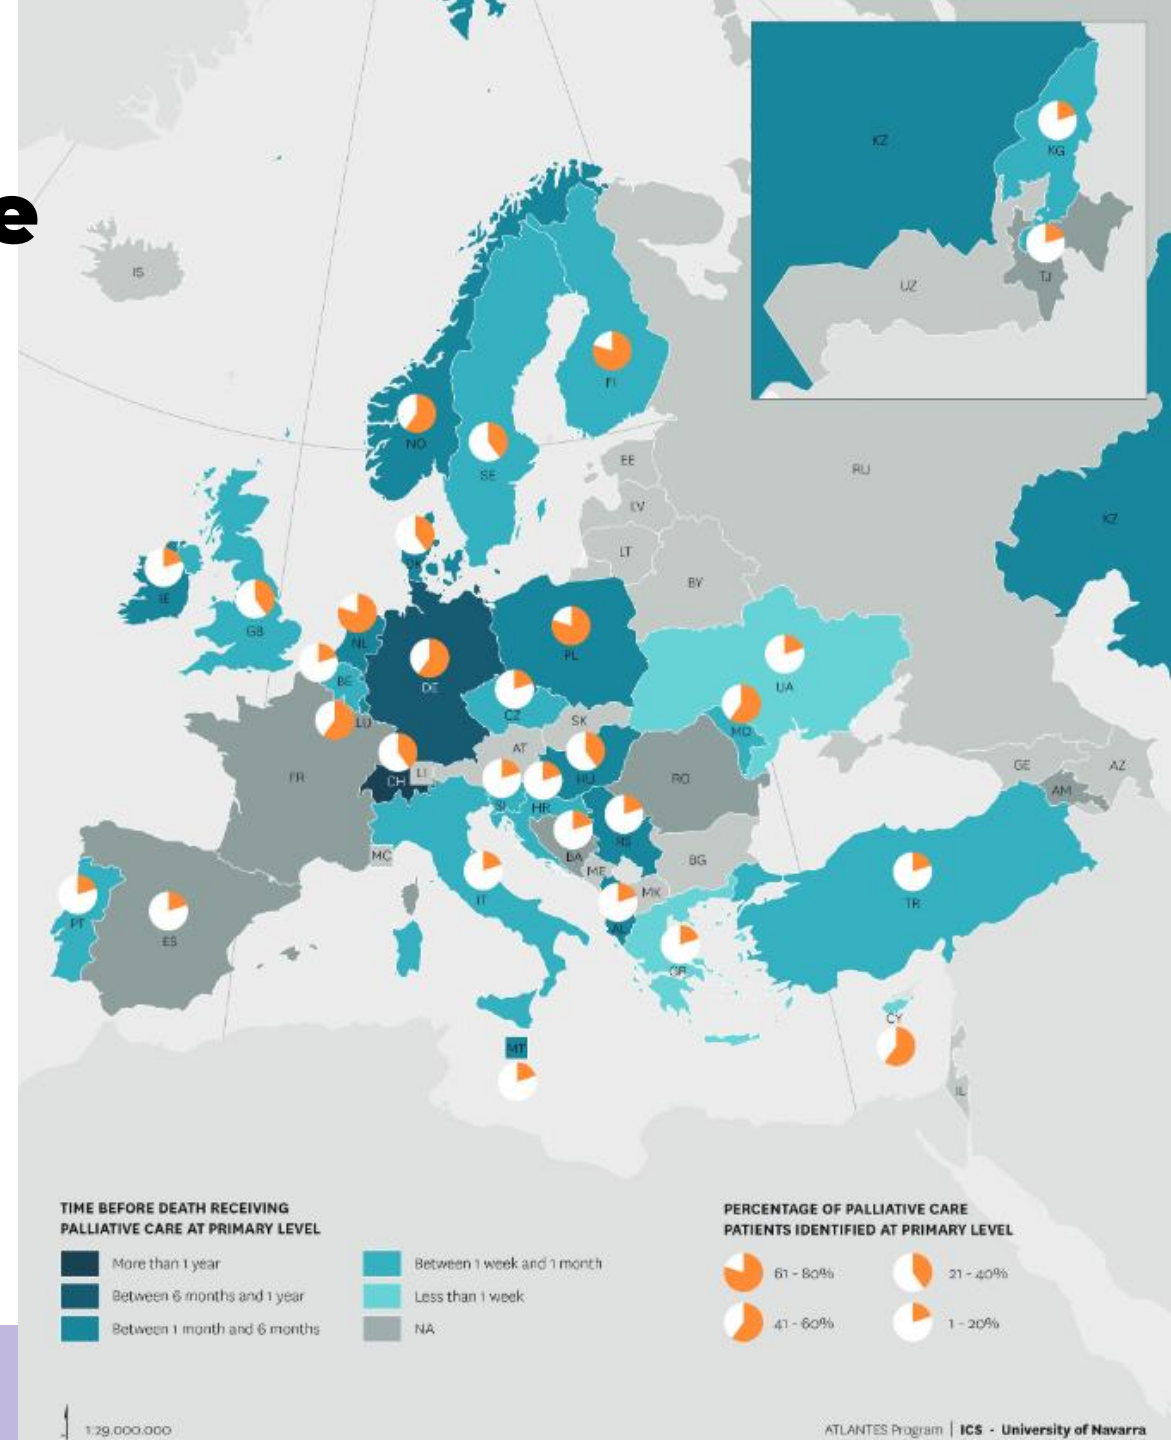 e
KZ
KG
TJ
UZ
IS
FI
NO
SE
EE
RU
LV
LT
KZ
DK
BY
IE
GB
NL
PL
BE
DE
UA
LU
CZ
SK
MD
AT
CH
LI
HU
FR
RO
GE
AZ
AM
SI
HR
RS
BA
MC
BG
ME
MK
IT
TR
PT
ES
AL
GR
CY
MT
IL
TIME BEFORE DEATH RECEIVING
PALLIATIVE CARE AT PRIMARY LEVEL
More than 1 year
Between 6 months and 1 year
Between 1 month and 6 months
Between 1 week and 1 month
Less than 1 week
NA
PERCENTAGE OF PALLIATIVE CARE
PATIENTS IDENTIFIED AT PRIMARY LEVEL
61 - 80%
21 - 40%
41 - 60%
1 - 20%
1:29.000.000
ATLANTES Program | ICS - University of Navarra